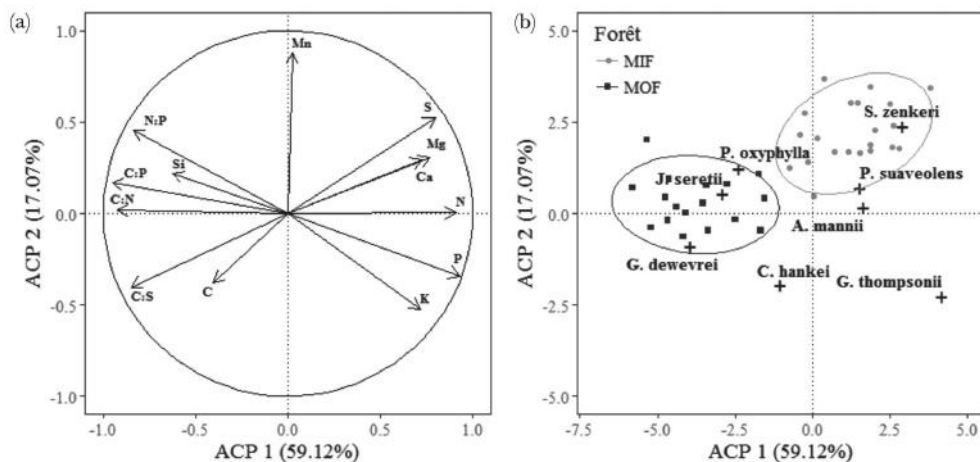 (a)
ACP 2 (17.07%)
1.0
0.5
0.0
-0.5
-1.0
Mn
S
N:P
Mg
Si
Ca
C:P
C:N
N
P
C:S
C
K
-1.0
-0.5
0.0
0.5
1.0
ACP 1 (59.12%)
(b)
ACP 2 (17.07%)
5.0
2.5
0.0
-2.5
-5.0
Forêt
MIF
MOF
S. zenkeri
P. oxyphylla
J. seretii
P. suaveolens
A. mannii
G. dewevrei
C. hankei
G. thompsonii
-7.5
-5.0
-2.5
0.0
2.5
5.0
ACP 1 (59.12%)